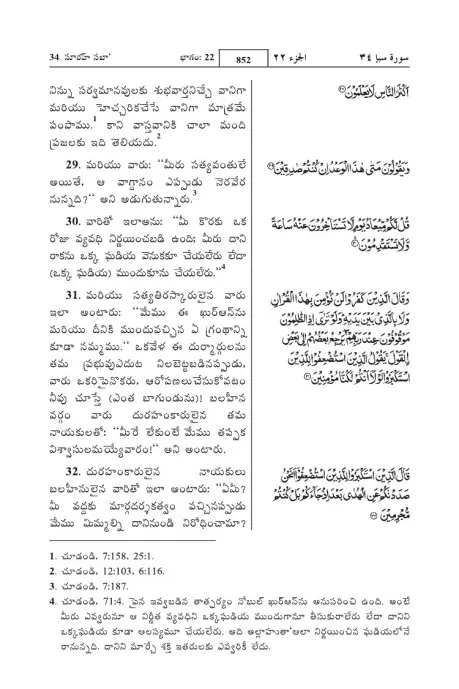 34. సూరహ్ సబా' భాగం: 22 852 الجزء ٢٢ سورة سبإ ٣٤
నిన్ను సర్వమానవులకు శుభవార్తనిచ్చే వానిగా
మరియు హెచ్చరికచేసే వానిగా మాత్రమే
పంపాము.1 కాని వాస్తవానికి చాలా మంది
ప్రజలకు ఇది తెలియదు.2
أَكْثَرَ النَّاسِ لَا يَعْلَمُونَ ۝
29. మరియు వారు: ''మీరు సత్యవంతులే
అయితే, ఆ వాగ్దానం ఎప్పుడు నెరవేర
నున్నది?'' అని అడుగుతున్నారు.3
وَيَقُولُونَ مَتَىٰ هَٰذَا الْوَعْدُ إِن كُنتُمْ صَادِقِينَ ۝
30. వారితో ఇలాఅను: ''మీ కొరకు ఒక
రోజు వ్యవధి నిర్ణయించబడి ఉంది; మీరు దాని
రాకను ఒక్క ఘడియ వెనుకకూ చేయలేరు లేదా
(ఒక్క ఘడియ) ముందుకూను చేయలేరు.''4
قُل لَّكُم مِّيعَادُ يَوْمٍ لَّا تَسْتَأْخِرُونَ عَنْهُ سَاعَةً
وَلَا تَسْتَقْدِمُونَ ۝
31. మరియు సత్యతిరస్కారులైన వారు
ఇలా అంటారు: ''మేము ఈ ఖుర్ఆన్‌ను
మరియు దీనికి ముందువచ్చిన ఏ గ్రంథాన్ని
కూడా నమ్మము.'' ఒకవేళ ఈ దుర్మార్గులను
తమ ప్రభువుఎదుట నిలబెట్టబడినప్పుడు,
వారు ఒకరిపైనొకరు, ఆరోపణలుచేసుకోవటం
నీవు చూస్తే (ఎంత బాగుండును)! బలహీన
వర్గం వారు దురహంకారులైన తమ
నాయకులతో: ''మీరే లేకుంటే మేము తప్పక
విశ్వాసులమయ్యేవారం!'' అని అంటారు.
وَقَالَ الَّذِينَ كَفَرُوا لَن نُّؤْمِنَ بِهَٰذَا الْقُرْآنِ
وَلَا بِالَّذِي بَيْنَ يَدَيْهِ وَلَوْ تَرَىٰ إِذِ الظَّالِمُونَ
مَوْقُوفُونَ عِندَ رَبِّهِمْ يَرْجِعُ بَعْضُهُمْ إِلَىٰ بَعْضٍ
الْقَوْلَ يَقُولُ الَّذِينَ اسْتُضْعِفُوا لِلَّذِينَ
اسْتَكْبَرُوا لَوْلَا أَنتُمْ لَكُنَّا مُؤْمِنِينَ ۝
32. దురహంకారులైన నాయకులు
బలహీనులైన వారితో ఇలా అంటారు: ''ఏమీ?
మీ వద్దకు మార్గదర్శకత్వం వచ్చినప్పుడు
మేము మిమ్మల్ని దానినుండి నిరోధించామా?
قَالَ الَّذِينَ اسْتَكْبَرُوا لِلَّذِينَ اسْتُضْعِفُوا أَنَحْنُ
صَدَدْنَاكُمْ عَنِ الْهُدَىٰ بَعْدَ إِذْ جَاءَكُم بَلْ كُنتُم
مُّجْرِمِينَ ۝
1. చూడండి, 7:158, 25:1.
2. చూడండి, 12:103, 6:116.
3. చూడండి, 7:187.
4. చూడండి, 71:4. పైన ఇవ్వబడిన తాత్పర్యం నోబుల్ ఖుర్ఆన్‌ను అనుసరించి ఉంది. అంటే
మీరు ఎవ్వరునూ ఆ నిర్ణీత వ్యవధిని ఒక్కఘడియ ముందుగానూ తీసుకురాలేరు లేదా దానిని
ఒక్కఘడియ కూడా ఆలస్యమూ చేయలేరు. అది అల్లాహుతా'ఆలా నిర్ణయించిన ఘడియలోనే
రానున్నది. దానిని మార్చే శక్తి ఇతరులకు ఎవ్వరికీ లేదు.